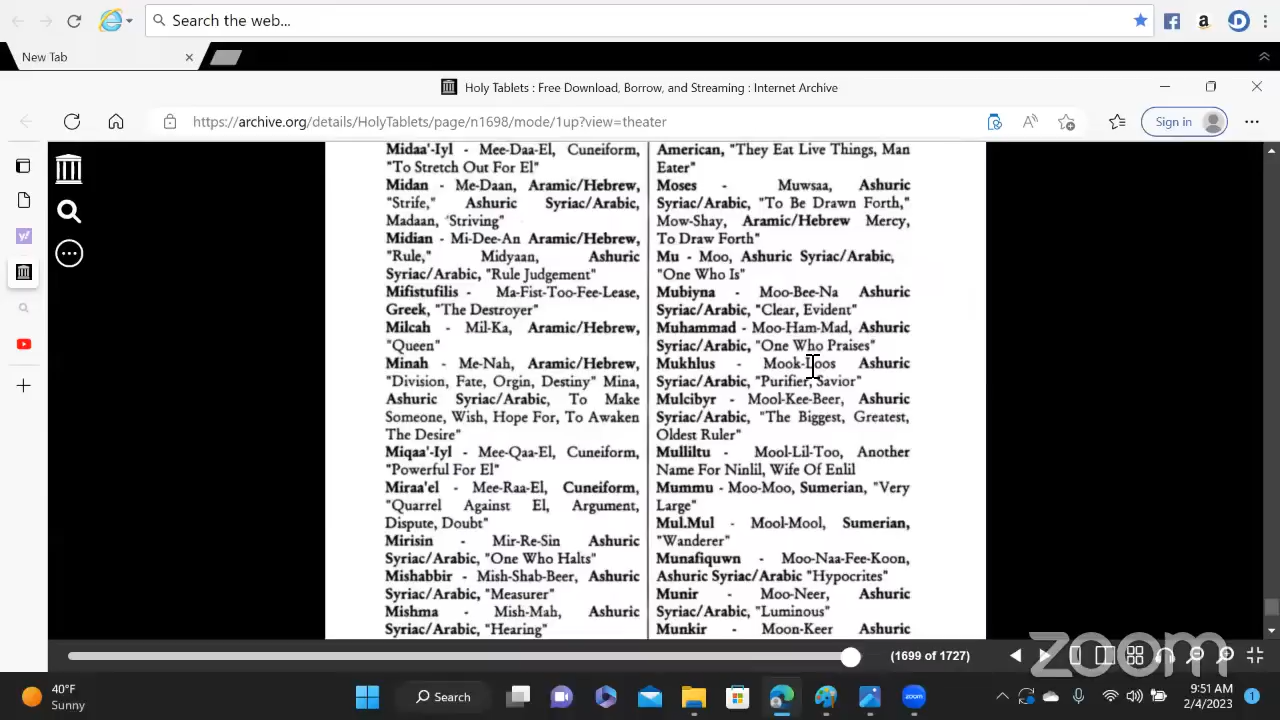 Search the web...
New Tab
Holy Tablets : Free Download, Borrow, and Streaming : Internet Archive
https://archive.org/details/HolyTablets/page/n1698/mode/1up?view=theater
Sign in
Midaa'-Iyl - Mee-Daa-El, Cuneiform,
"To Stretch Out For El"
Midan - Me-Daan, Aramic/Hebrew,
"Strife," Ashuric Syriac/Arabic,
Madaan, 'Striving"
Midian - Mi-Dee-An Aramic/Hebrew,
"Rule," Midyaan, Ashuric
Syriac/Arabic, "Rule Judgement"
Mifistufilis - Ma-Fist-Too-Fee-Lease,
Greek, "The Destroyer"
Milcah - Mil-Ka, Aramic/Hebrew,
"Queen"
Minah - Me-Nah, Aramic/Hebrew,
"Division, Fate, Orgin, Destiny" Mina,
Ashuric Syriac/Arabic, To Make
Someone, Wish, Hope For, To Awaken
The Desire"
Miqaa'-Iyl - Mee-Qaa-El, Cuneiform,
"Powerful For El"
Miraa'el - Mee-Raa-El, Cuneiform,
"Quarrel Against El, Argument,
Dispute, Doubt"
Mirisin - Mir-Re-Sin Ashuric
Syriac/Arabic, "One Who Halts"
Mishabbir - Mish-Shab-Beer, Ashuric
Syriac/Arabic, "Measurer"
Mishma - Mish-Mah, Ashuric
Syriac/Arabic, "Hearing"
American, "They Eat Live Things, Man
Eater"
Moses - Muwsaa, Ashuric
Syriac/Arabic, "To Be Drawn Forth,"
Mow-Shay, Aramic/Hebrew Mercy,
To Draw Forth"
Mu - Moo, Ashuric Syriac/Arabic,
"One Who Is"
Mubiyna - Moo-Bee-Na Ashuric
Syriac/Arabic, "Clear, Evident"
Muhammad - Moo-Ham-Mad, Ashuric
Syriac/Arabic, "One Who Praises"
Mukhlus - Mook-Loos Ashuric
Syriac/Arabic, "Purifier, Savior"
Mulcibyr - Mool-Kee-Beer, Ashuric
Syriac/Arabic, "The Biggest, Greatest,
Oldest Ruler"
Mulliltu - Mool-Lil-Too, Another
Name For Ninlil, Wife Of Enlil
Mummu - Moo-Moo, Sumerian, "Very
Large"
Mul.Mul - Mool-Mool, Sumerian,
"Wanderer"
Munafiquwn - Moo-Naa-Fee-Koon,
Ashuric Syriac/Arabic "Hypocrites"
Munir - Moo-Neer, Ashuric
Syriac/Arabic, "Luminous"
Munkir - Moon-Keer Ashuric
(1699 of 1727)
zoom
40°F
Sunny
Search
zoom
9:51 AM
2/4/2023
1